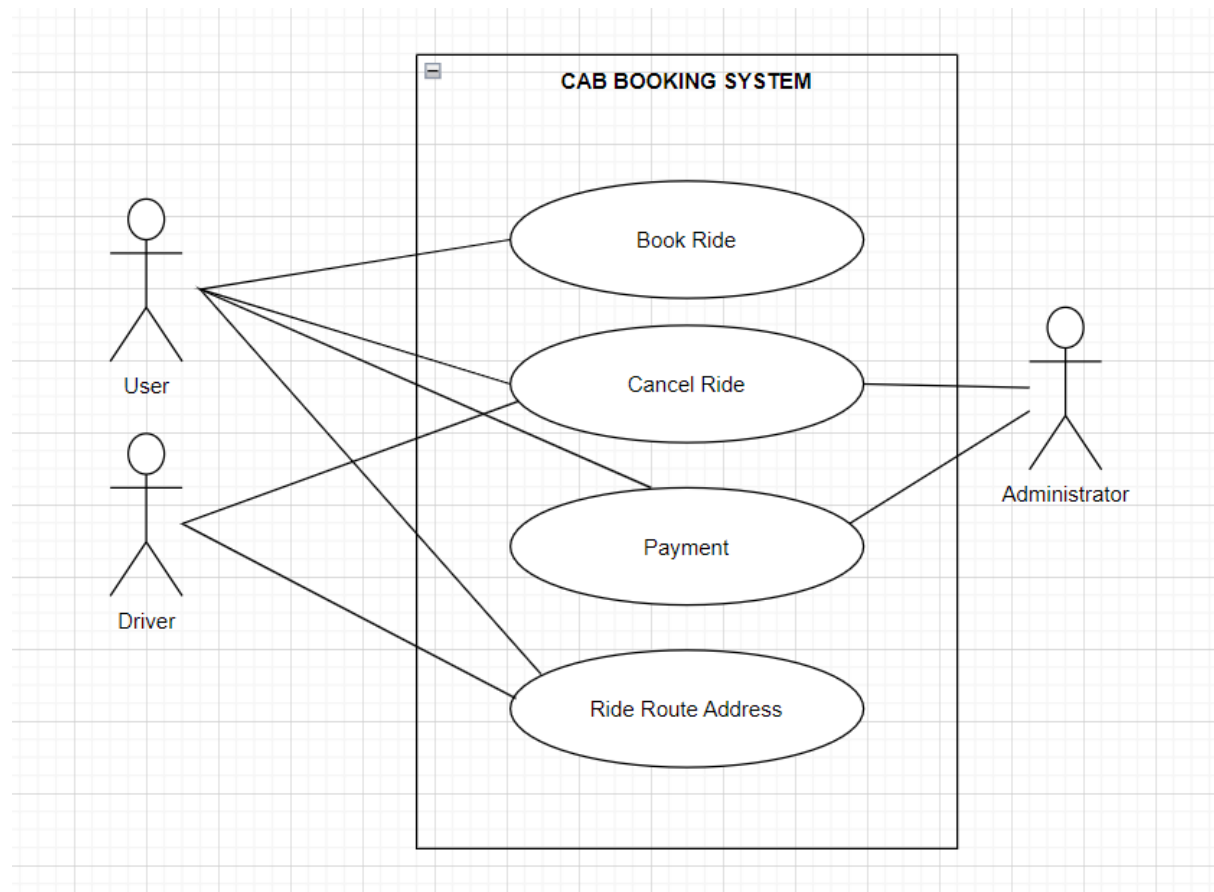 CAB BOOKING SYSTEM
Book Ride
User
Cancel Ride
Administrator
Payment
Driver
Ride Route Address